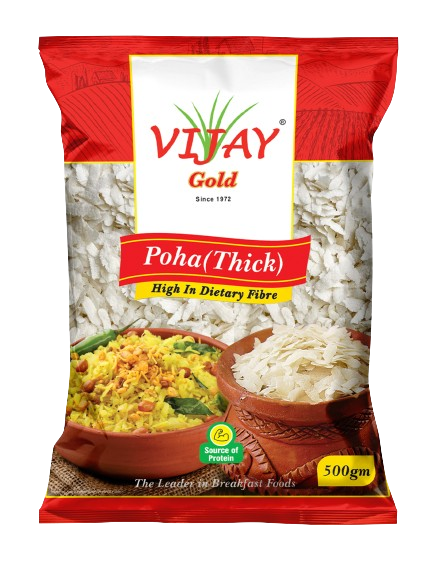 VIJAY®
Gold
Since 1972
Poha(Thick)
High In Dietary Fibre
Source of
Protein
500gm
The Leader in Breakfast Foods